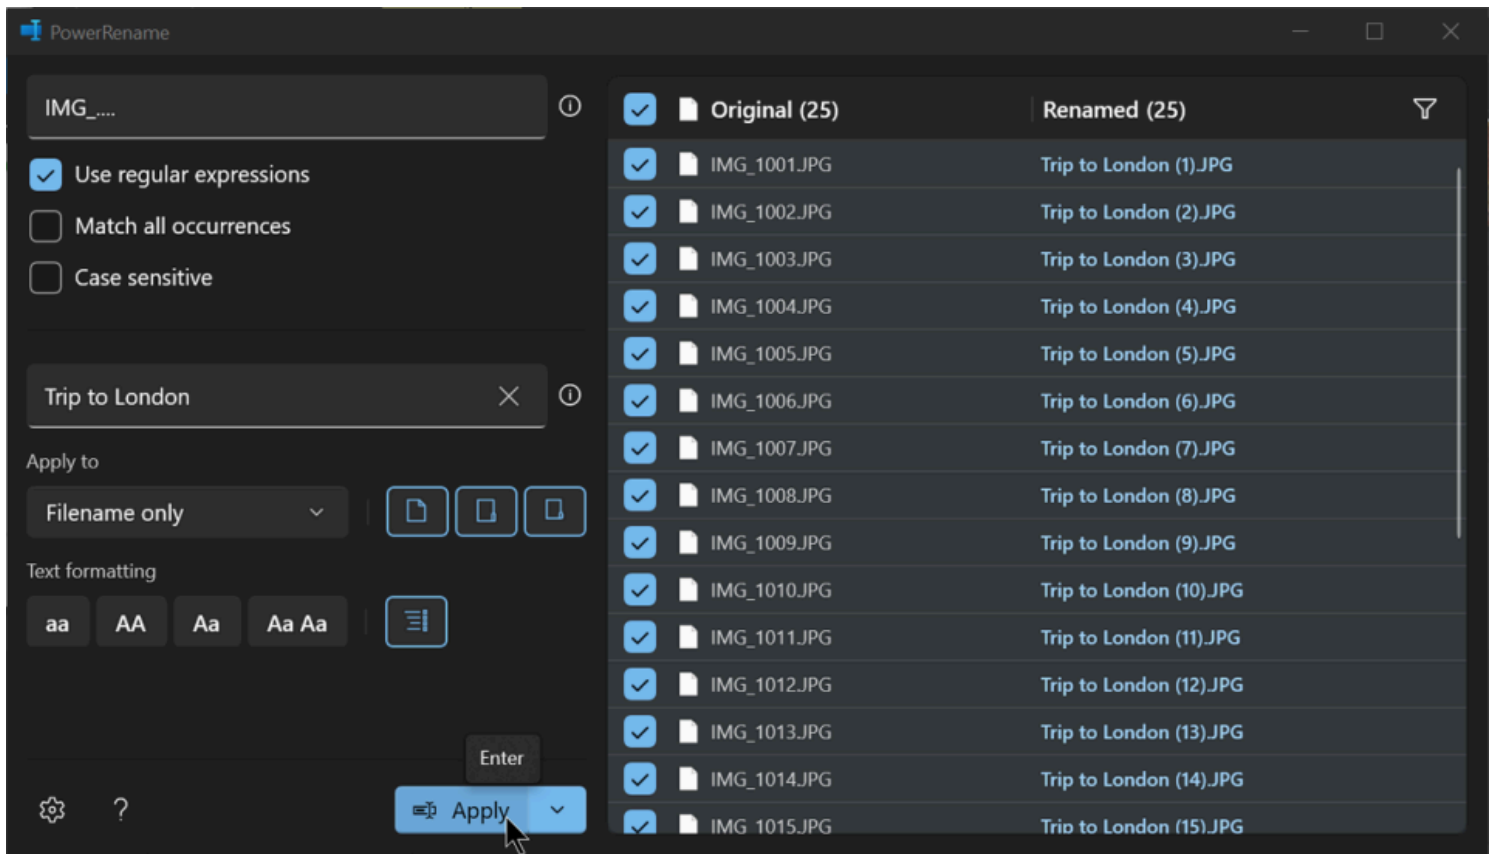 PowerRename
IMG_....
Use regular expressions
Match all occurrences
Case sensitive
Trip to London
Apply to
Filename only
Text formatting
aa AA Aa Aa Aa
Enter
? Apply
Original (25) Renamed (25)
IMG_1001.JPG Trip to London (1).JPG
IMG_1002.JPG Trip to London (2).JPG
IMG_1003.JPG Trip to London (3).JPG
IMG_1004.JPG Trip to London (4).JPG
IMG_1005.JPG Trip to London (5).JPG
IMG_1006.JPG Trip to London (6).JPG
IMG_1007.JPG Trip to London (7).JPG
IMG_1008.JPG Trip to London (8).JPG
IMG_1009.JPG Trip to London (9).JPG
IMG_1010.JPG Trip to London (10).JPG
IMG_1011.JPG Trip to London (11).JPG
IMG_1012.JPG Trip to London (12).JPG
IMG_1013.JPG Trip to London (13).JPG
IMG_1014.JPG Trip to London (14).JPG
IMG_1015.JPG Trip to London (15).JPG